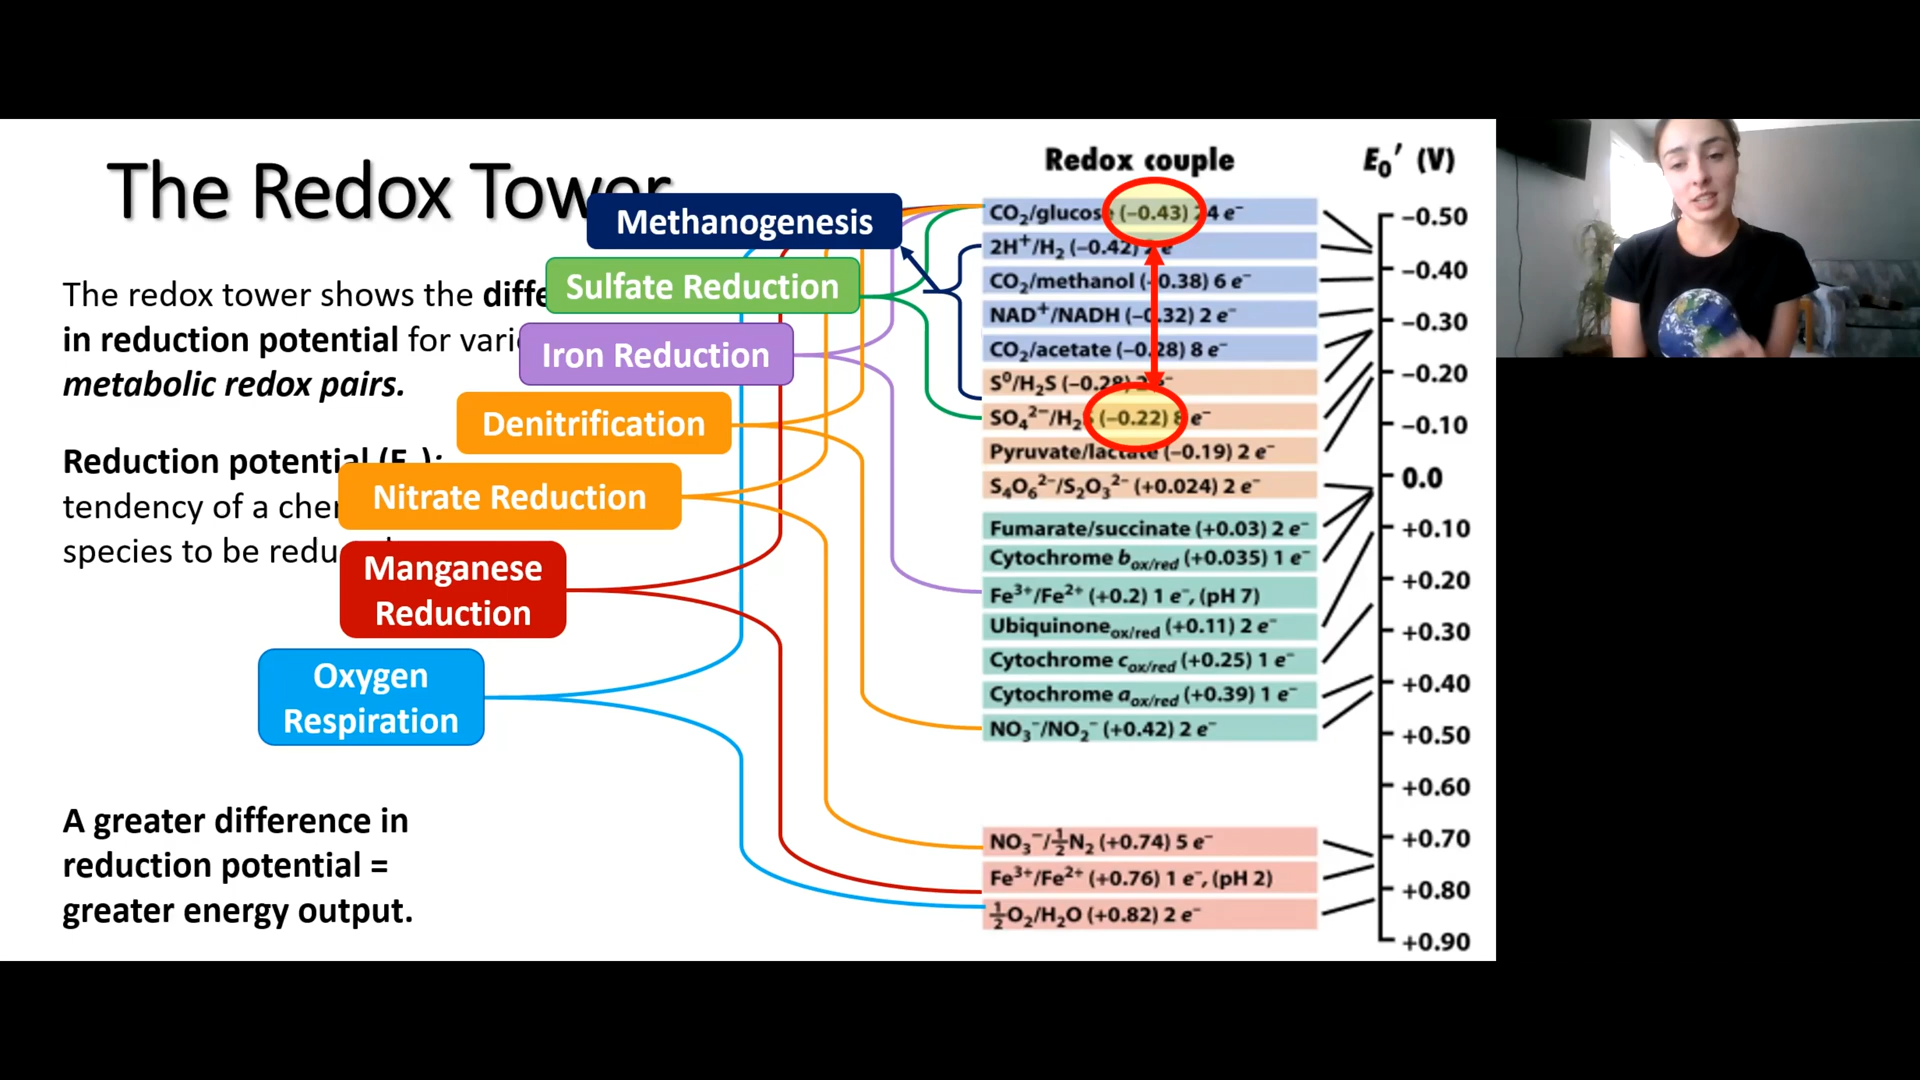 The Redox Tower
The redox tower shows the diffe
in reduction potential for vari
metabolic redox pairs.
Reduction potential (E
tendency of a che
species to be redu
A greater difference in
reduction potential =
greater energy output.
Methanogenesis
Sulfate Reduction
Iron Reduction
Denitrification
Nitrate Reduction
Manganese
Reduction
Oxygen
Respiration
Redox couple
CO₂/glucose (−0.43) 24 e⁻
2H⁺/H₂ (−0.42) 2 e⁻
CO₂/methanol (−0.38) 6 e⁻
NAD⁺/NADH (−0.32) 2 e⁻
CO₂/acetate (−0.28) 8 e⁻
S⁰/H₂S (−0.28) 2 e⁻
SO₄²⁻/H₂S (−0.22) 8 e⁻
Pyruvate/lactate (−0.19) 2 e⁻
S₄O₆²⁻/S₂O₃²⁻ (+0.024) 2 e⁻
Fumarate/succinate (+0.03) 2 e⁻
Cytochrome b ox/red (+0.035) 1 e⁻
Fe³⁺/Fe²⁺ (+0.2) 1 e⁻, (pH 7)
Ubiquinone ox/red (+0.11) 2 e⁻
Cytochrome c ox/red (+0.25) 1 e⁻
Cytochrome a ox/red (+0.39) 1 e⁻
NO₃⁻/NO₂⁻ (+0.42) 2 e⁻
NO₃⁻/½N₂ (+0.74) 5 e⁻
Fe³⁺/Fe²⁺ (+0.76) 1 e⁻, (pH 2)
½O₂/H₂O (+0.82) 2 e⁻
E₀′ (V)
−0.50
−0.40
−0.30
−0.20
−0.10
0.0
+0.10
+0.20
+0.30
+0.40
+0.50
+0.60
+0.70
+0.80
+0.90